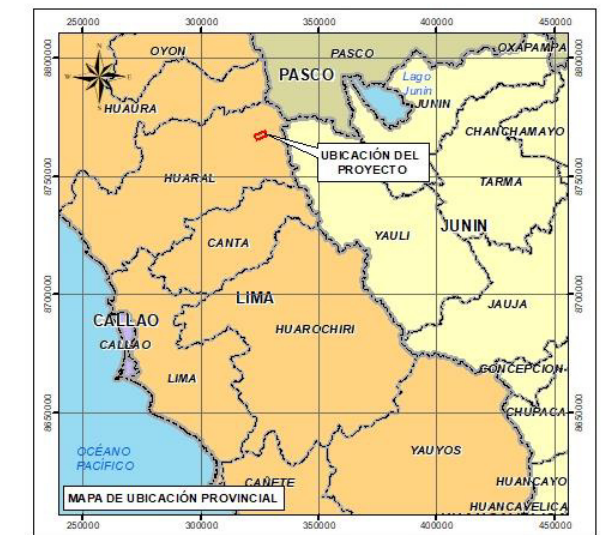 250000 300000 350000 400000 450000
8800000 8800000
N
W E
S
OYON
PASCO
OXAPAMPA
PASCO
Lago
Junin
JUNIN
HUAURA
CHANCHAMAYO
UBICACIÓN DEL
PROYECTO
8750000 8750000
HUARAL
TARMA
CANTA
YAULI
JUNIN
8700000 8700000
LIMA
JAUJA
CALLAO
CALLAO
HUAROCHIRI
LIMA
CONCEPCION
CHUPACA
8650000 8650000
OCÉANO
PACÍFICO
YAUYOS
CAÑETE
HUANCAYO
MAPA DE UBICACIÓN PROVINCIAL
HUANCAVELICA
250000 300000 350000 400000 450000